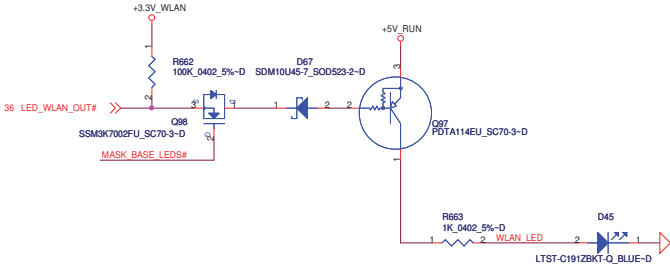 +3.3V_WLAN
+5V_RUN
1
3
R662
100K_0402_5%~D
D67
SDM10U45-7_SOD523-2~D
36 LED_WLAN_OUT#
3
1
1
2
2
2
Q98
SSM3K7002FU_SC70-3~D
Q97
PDTA114EU_SC70-3~D
2
MASK_BASE_LEDS#
1
R663
1K_0402_5%~D
D45
1
2
WLAN_LED
2
1
LTST-C191ZBKT-Q_BLUE~D